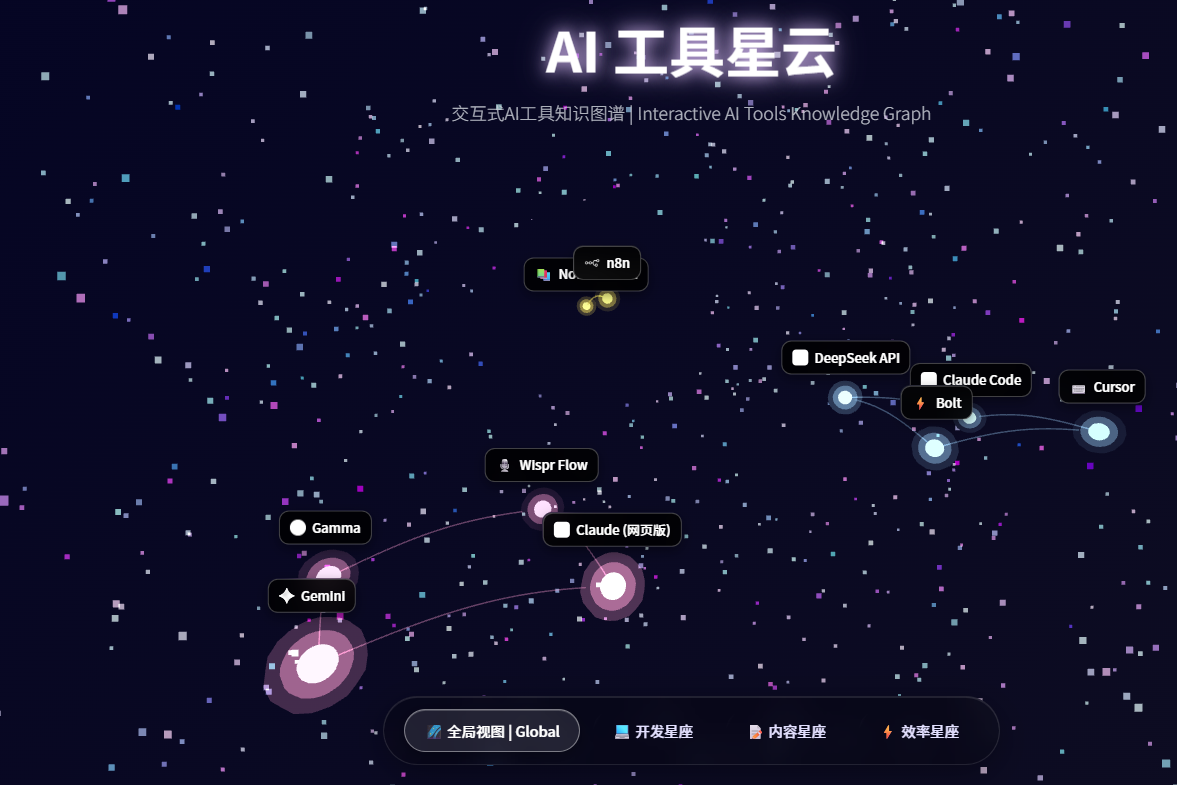 AI 工具星云
交互式AI工具知识图谱 | Interactive AI Tools Knowledge Graph
n8n
DeepSeek API
Claude Code
Cursor
Bolt
Wispr Flow
Gamma
Claude (网页版)
Gemini
全局视图 | Global
开发星座
内容星座
效率星座